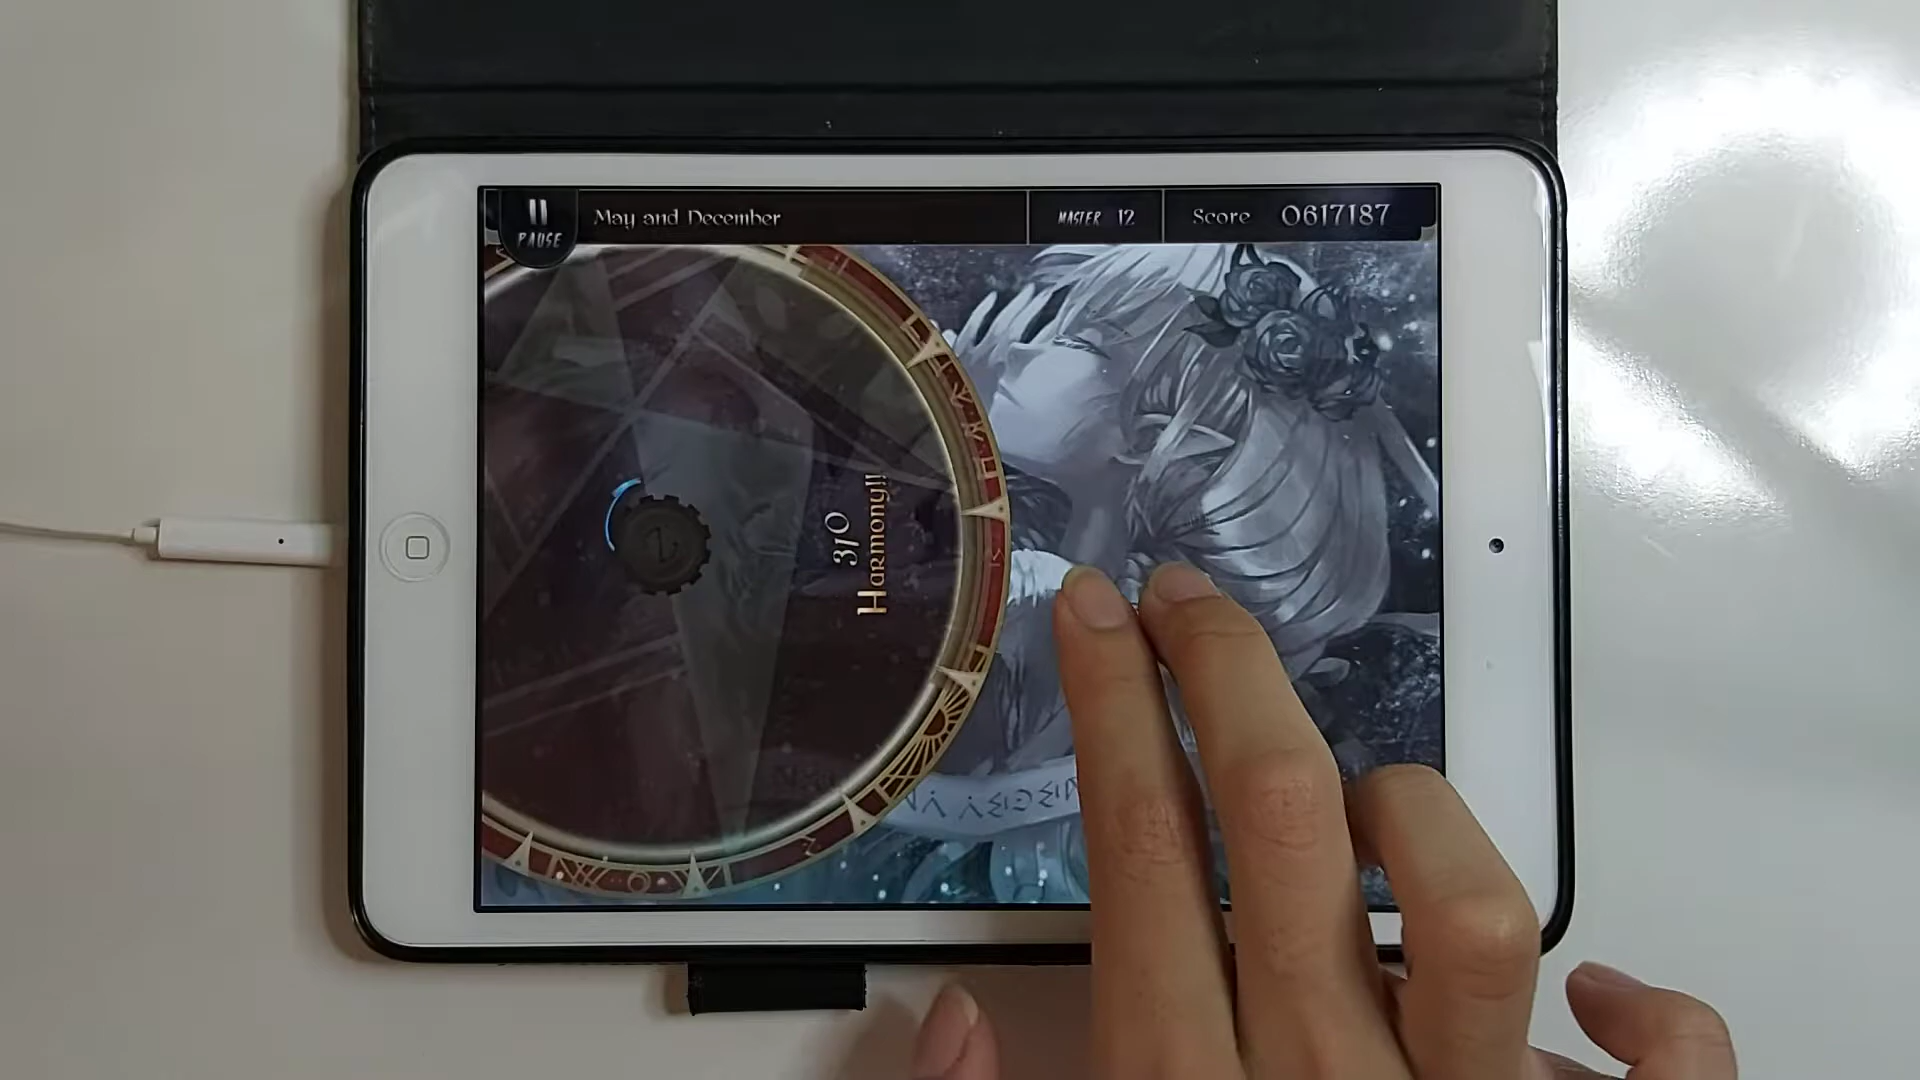 PAUSE
May and December
MASTER 12
Score 0617187
310
Harmony!!